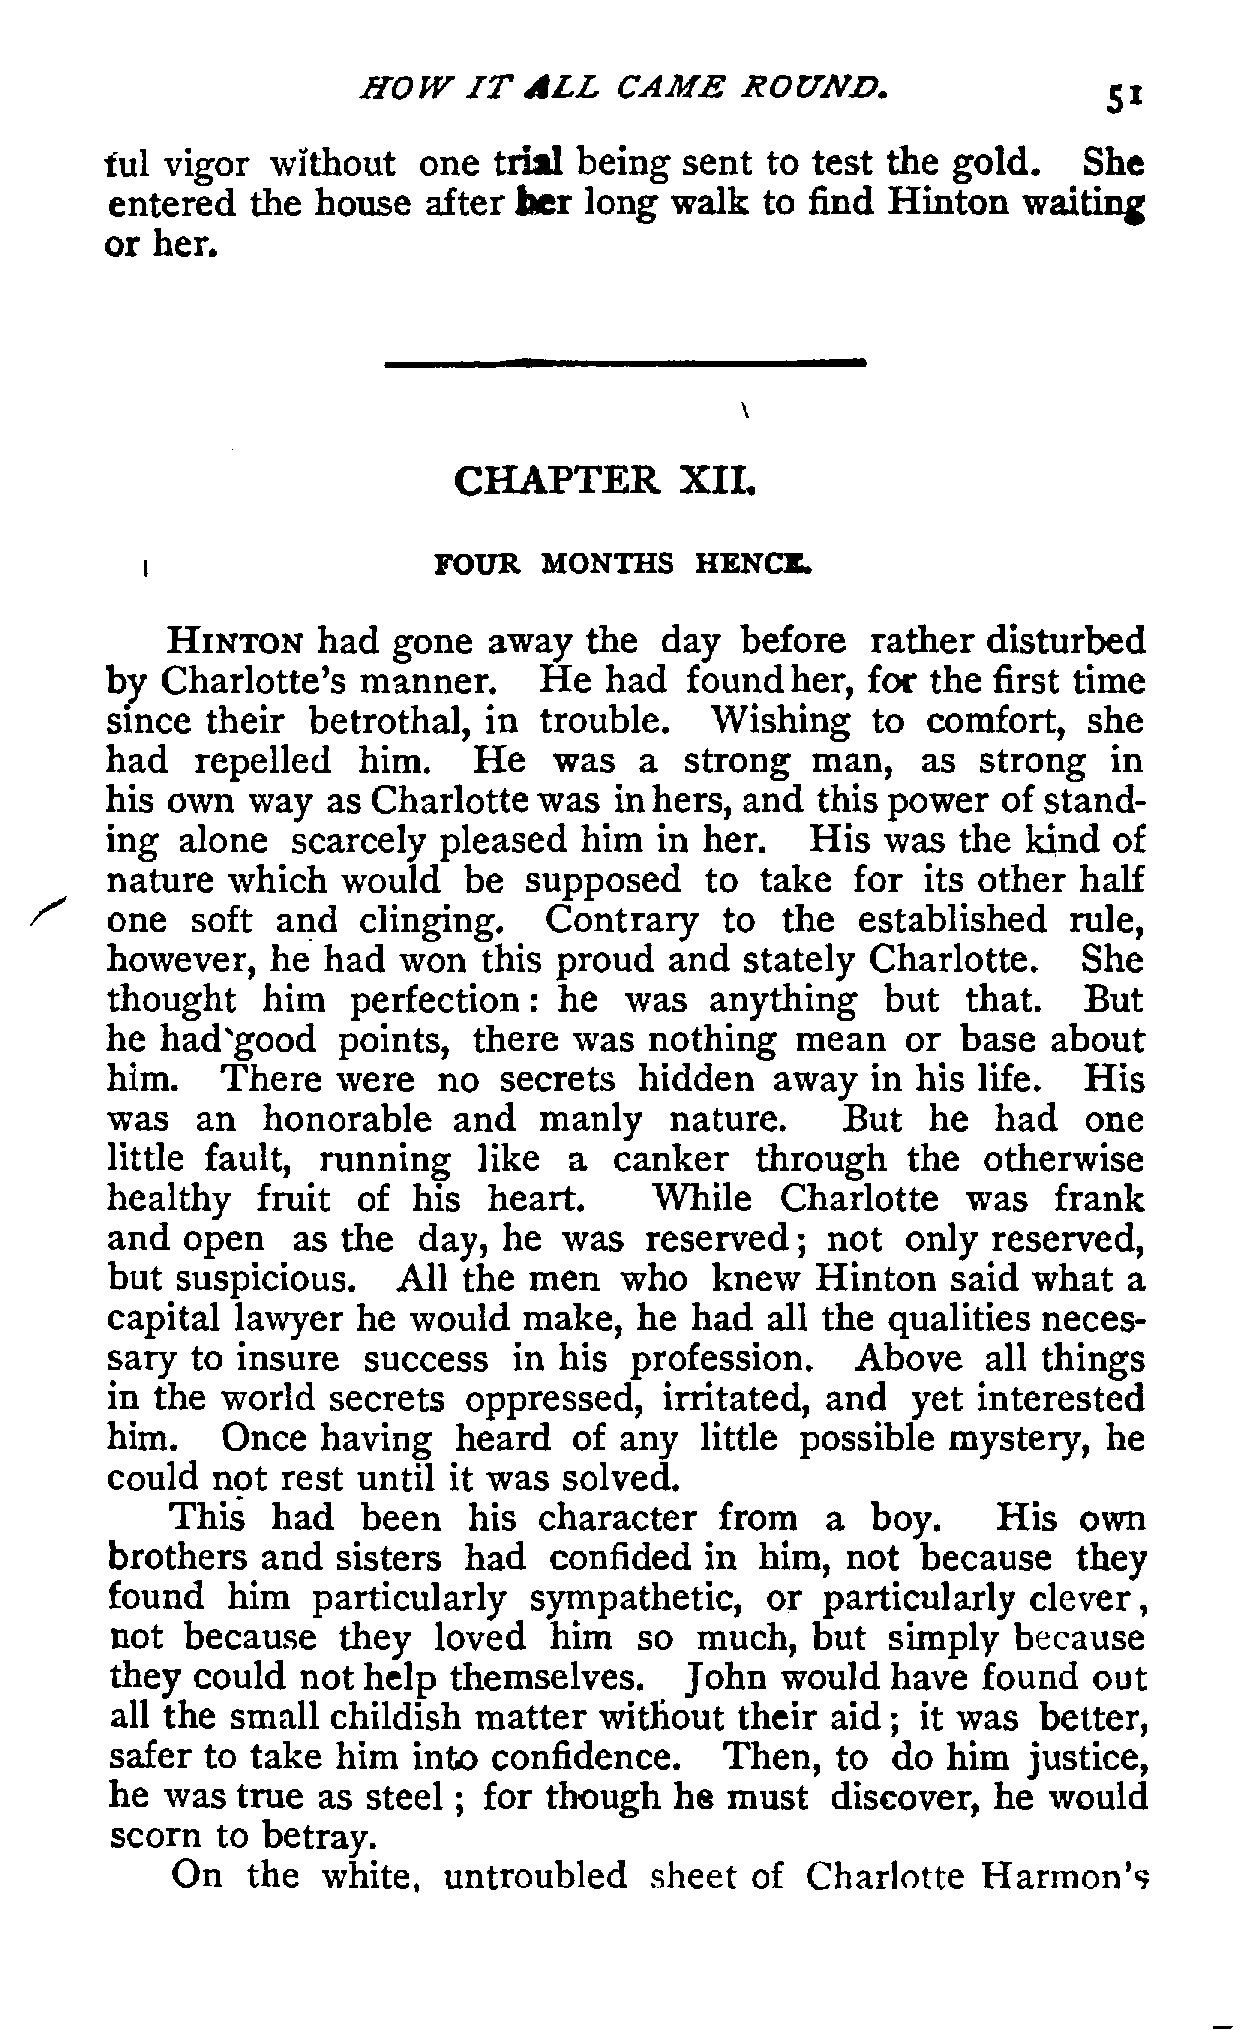 HOW IT ALL CAME ROUND. 51
ful vigor without one trial being sent to test the gold. She
entered the house after her long walk to find Hinton waiting
or her.
CHAPTER XII.
FOUR MONTHS HENCE.
HINTON had gone away the day before rather disturbed
by Charlotte's manner. He had found her, for the first time
since their betrothal, in trouble. Wishing to comfort, she
had repelled him. He was a strong man, as strong in
his own way as Charlotte was in hers, and this power of stand-
ing alone scarcely pleased him in her. His was the kind of
nature which would be supposed to take for its other half
one soft and clinging. Contrary to the established rule,
however, he had won this proud and stately Charlotte. She
thought him perfection: he was anything but that. But
he had good points, there was nothing mean or base about
him. There were no secrets hidden away in his life. His
was an honorable and manly nature. But he had one
little fault, running like a canker through the otherwise
healthy fruit of his heart. While Charlotte was frank
and open as the day, he was reserved; not only reserved,
but suspicious. All the men who knew Hinton said what a
capital lawyer he would make, he had all the qualities neces-
sary to insure success in his profession. Above all things
in the world secrets oppressed, irritated, and yet interested
him. Once having heard of any little possible mystery, he
could not rest until it was solved.
This had been his character from a boy. His own
brothers and sisters had confided in him, not because they
found him particularly sympathetic, or particularly clever,
not because they loved him so much, but simply because
they could not help themselves. John would have found out
all the small childish matter without their aid; it was better,
safer to take him into confidence. Then, to do him justice,
he was true as steel; for though he must discover, he would
scorn to betray.
On the white, untroubled sheet of Charlotte Harmon's